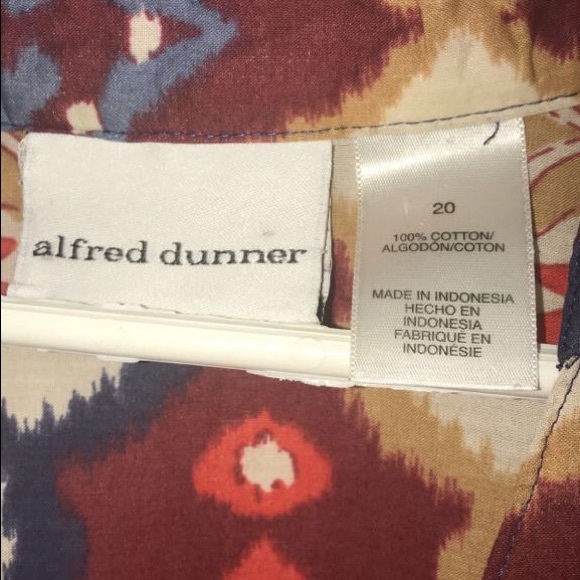 alfred dunner
20
100% COTTON/
ALGODÓN/COTON
MADE IN INDONESIA
HECHO EN
INDONESIA
FABRIQUÉ EN
INDONÉSIE